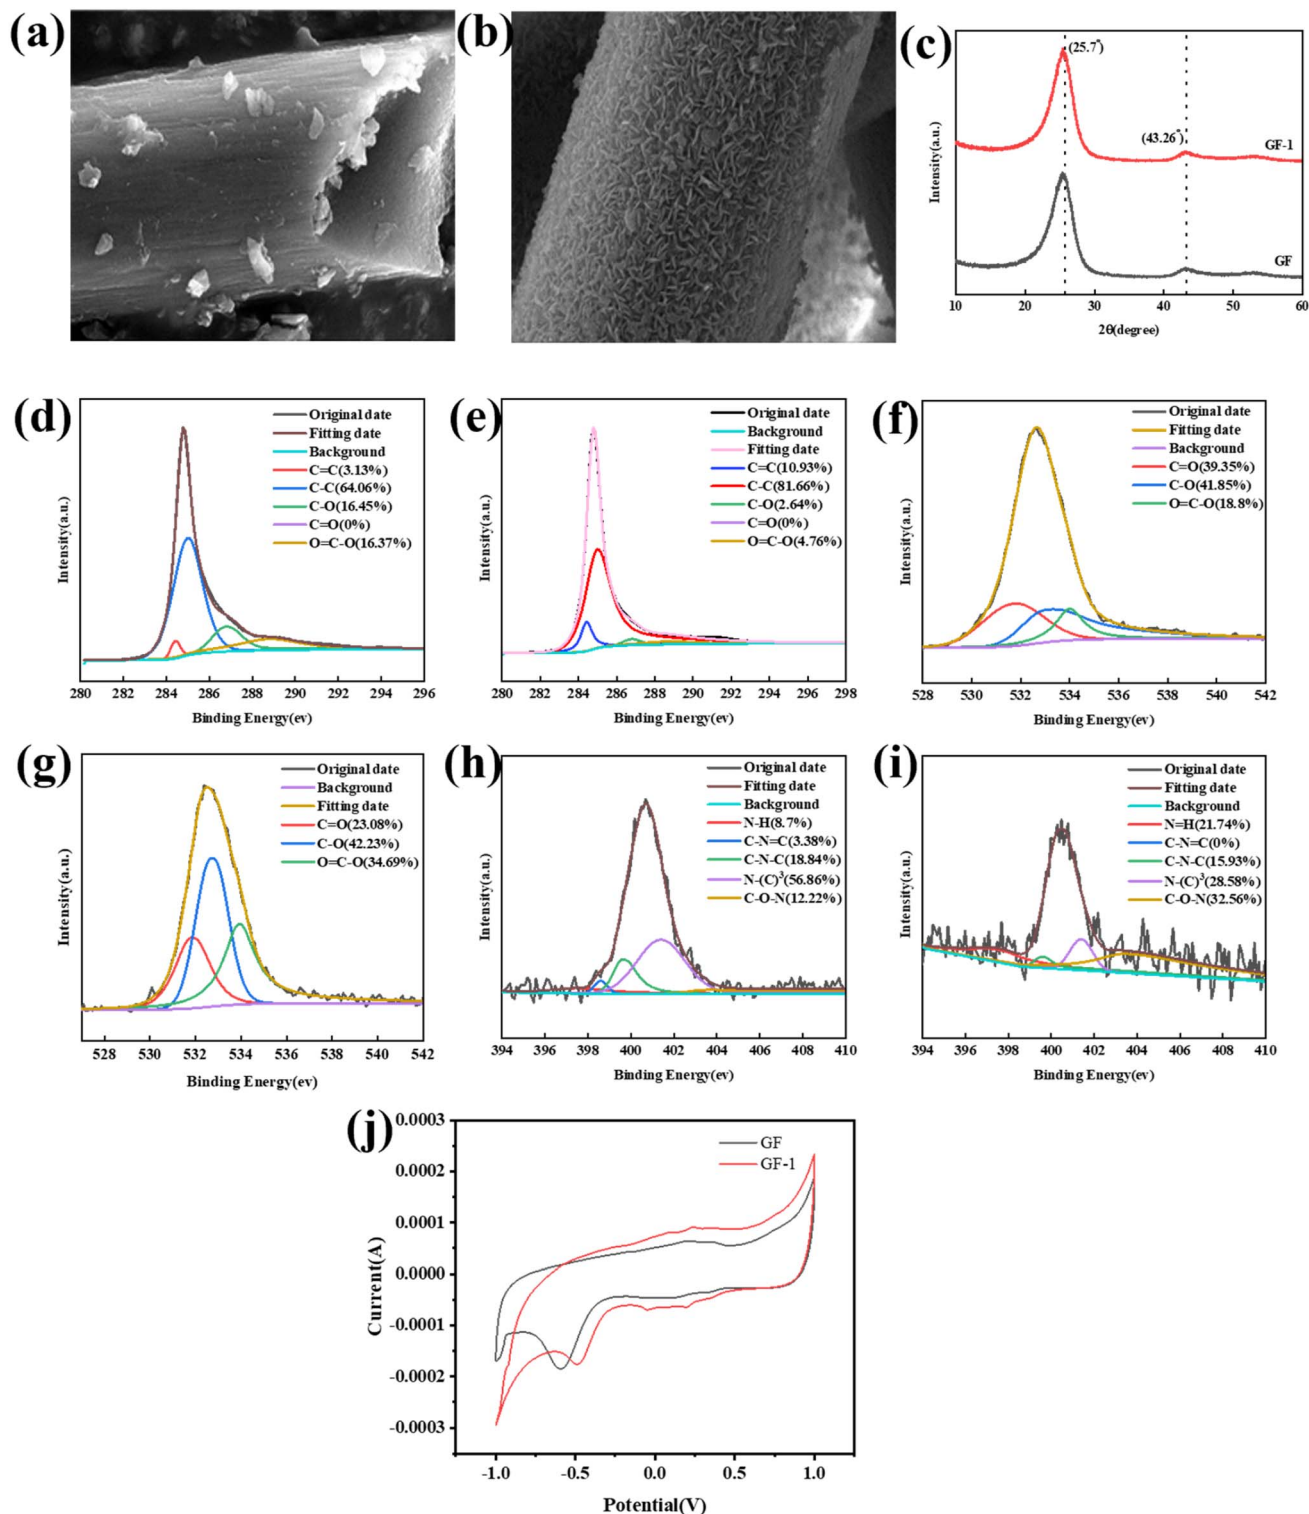 (a)
(b)
(c)
(25.7°)
(43.26°)
GF-1
GF
Intensity(a.u.)
10 20 30 40 50 60
2θ(degree)
(d)
Original date
Fitting date
Background
C=C(3.13%)
C-C(64.06%)
C-O(16.45%)
C=O(0%)
O=C-O(16.37%)
Intensity(a.u.)
280 282 284 286 288 290 292 294 296
Binding Energy(ev)
(e)
Original date
Background
Fitting date
C=C(10.93%)
C-C(81.66%)
C-O(2.64%)
C=O(0%)
O=C-O(4.76%)
Intensity(a.u.)
280 282 284 286 288 290 292 294 296 298
Binding Energy(ev)
(f)
Original date
Fitting date
Background
C=O(39.35%)
C-O(41.85%)
O=C-O(18.8%)
Intensity(a.u.)
528 530 532 534 536 538 540 542
Binding Energy(ev)
(g)
Original date
Background
Fitting date
C=O(23.08%)
C-O(42.23%)
O=C-O(34.69%)
Intensity(a.u.)
528 530 532 534 536 538 540 542
Binding Energy(ev)
(h)
Original date
Fitting date
Background
N-H(8.7%)
C-N=C(3.38%)
C-N-C(18.84%)
N-(C)³(56.86%)
C-O-N(12.22%)
Intensity(a.u.)
394 396 398 400 402 404 406 408 410
Binding Energy(ev)
(i)
Original date
Fitting date
Background
N=H(21.74%)
C-N=C(0%)
C-N-C(15.93%)
N-(C)³(28.58%)
C-O-N(32.56%)
Intensity(a.u.)
394 396 398 400 402 404 406 408 410
Binding Energy(ev)
(j)
GF
GF-1
0.0003
0.0002
0.0001
0.0000
-0.0001
-0.0002
-0.0003
Current(A)
-1.0 -0.5 0.0 0.5 1.0
Potential(V)